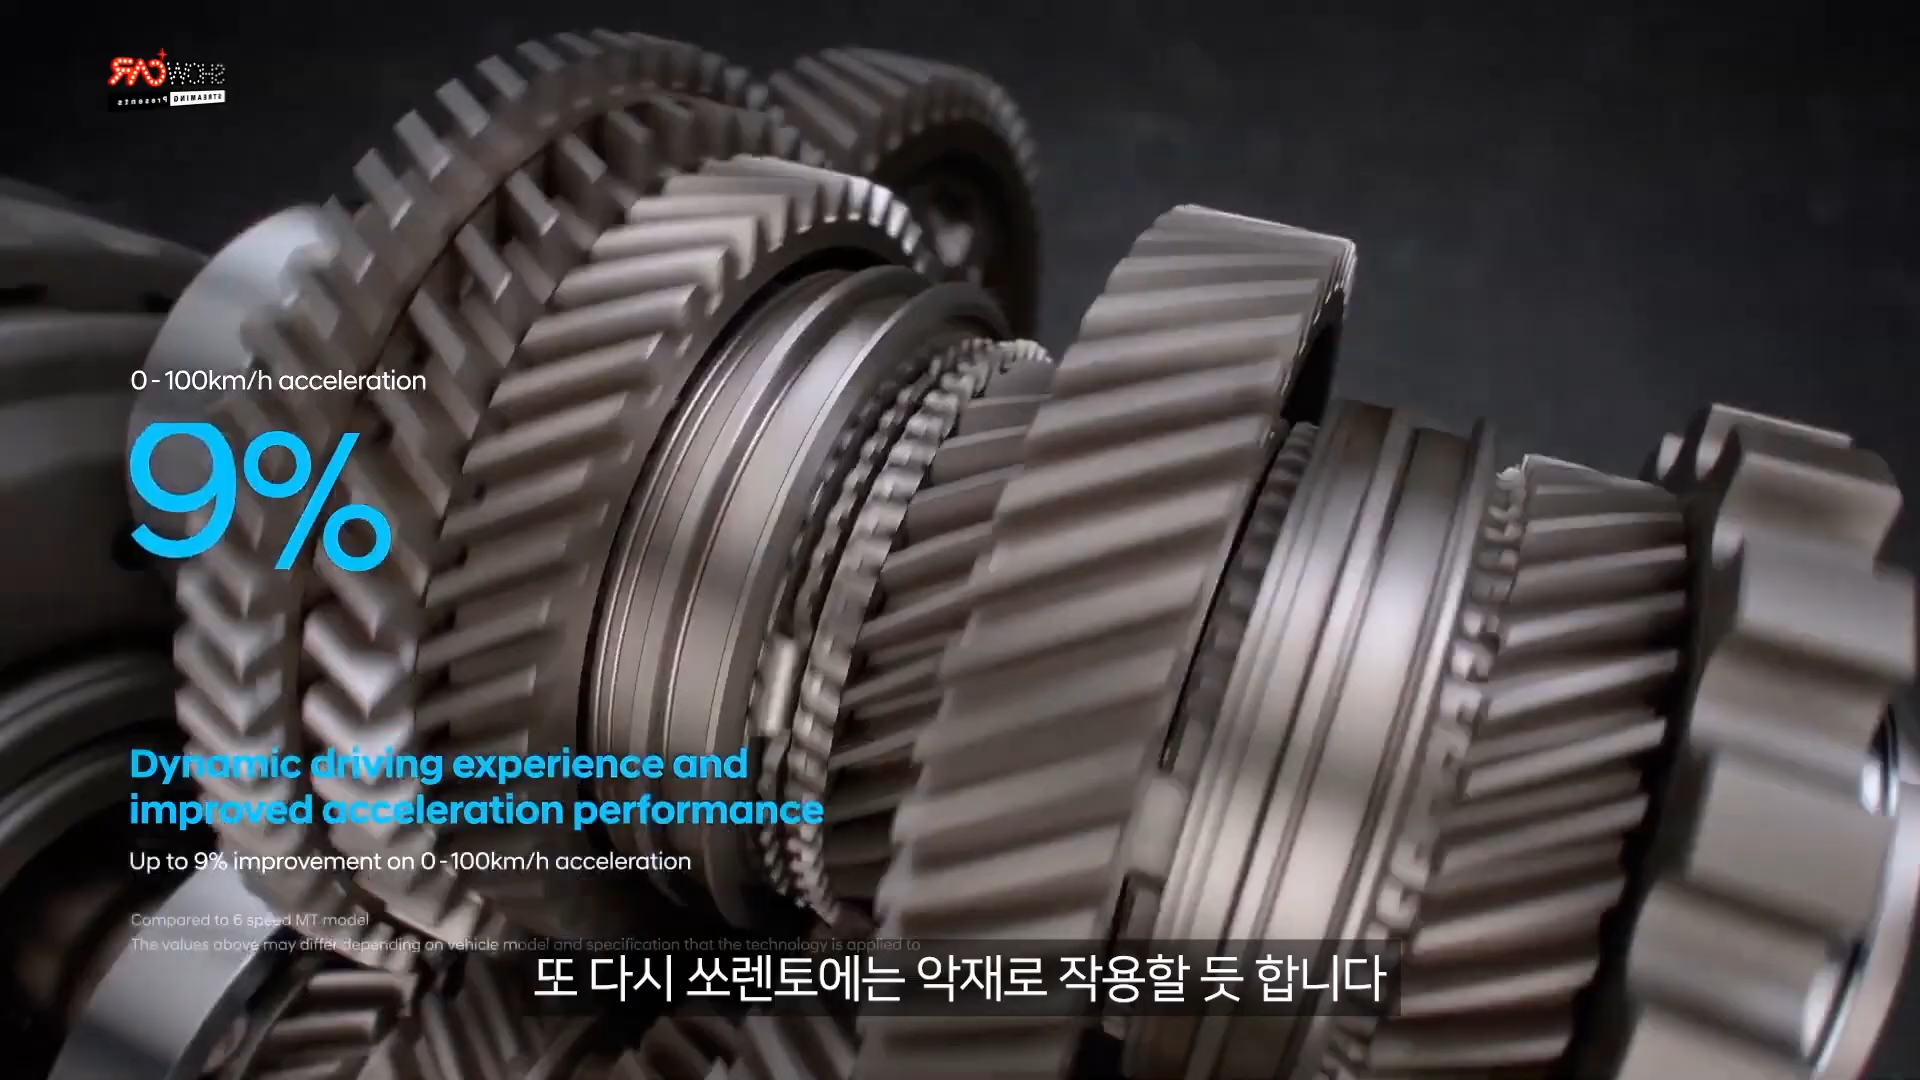 SHOWCAR
STREAMING Presents
0-100km/h acceleration
9%
Dynamic driving experience and
improved acceleration performance
Up to 9% improvement on 0-100km/h acceleration
Compared to 6 speed MT model
The values above may differ depending on vehicle model and specification that the technology is applied to
또 다시 쏘렌토에는 악재로 작용할 듯 합니다